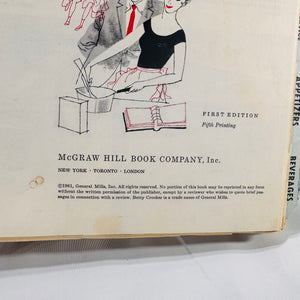 FIRST EDITION
Fifth Printing
McGRAW HILL BOOK COMPANY, Inc.
NEW YORK · TORONTO · LONDON
©1961, General Mills, Inc. All rights reserved. No portion of this book may be reprinted in any form
without the written permission of the publisher, except by a reviewer who wishes to quote brief pas-
sages in connection with a review. Betty Crocker is a trade name of General Mills.
APPETIZERS
BEVERAGES